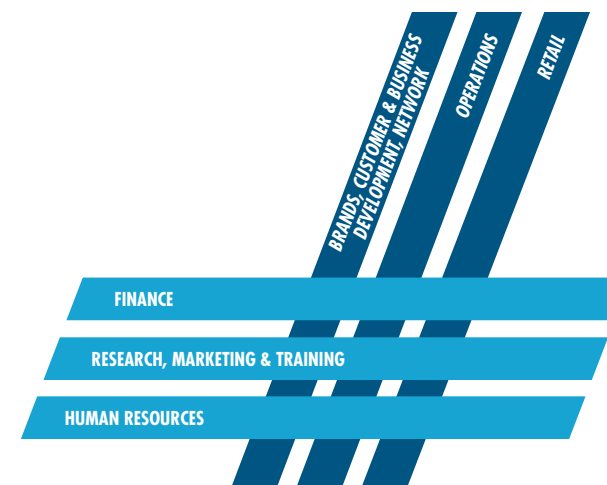 BRANDS, CUSTOMER & BUSINESS
DEVELOPMENT, NETWORK
OPERATIONS
RETAIL
FINANCE
RESEARCH, MARKETING & TRAINING
HUMAN RESOURCES